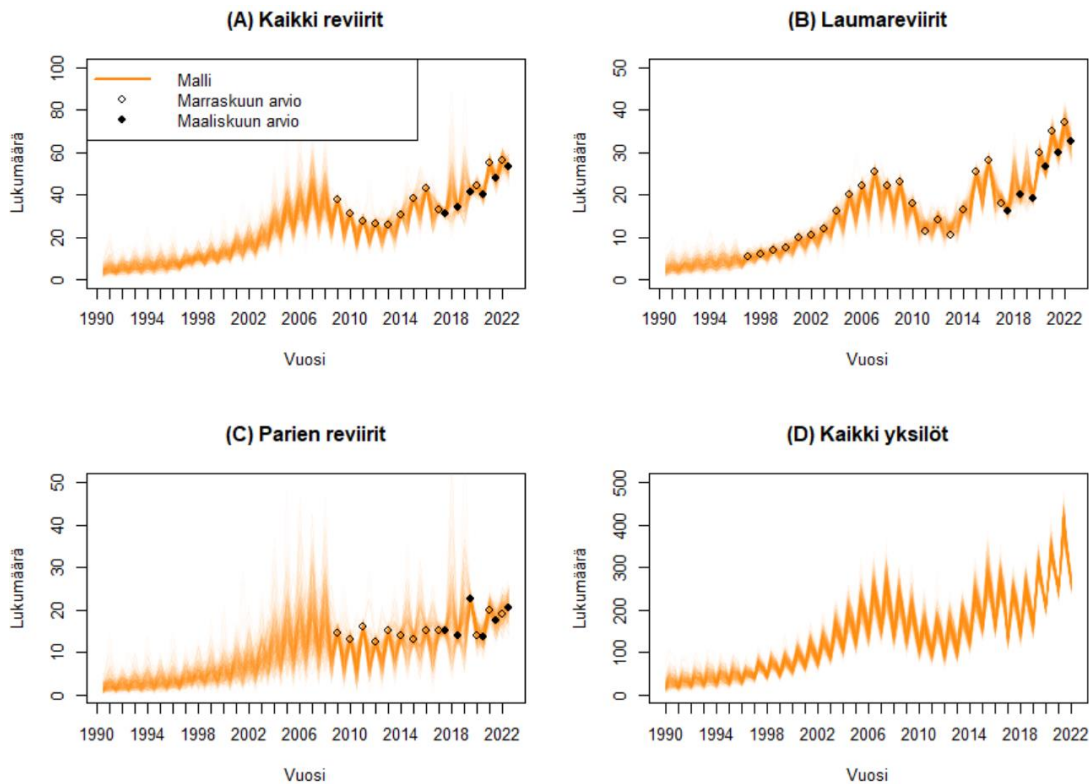 (A) Kaikki reviirit
Lukumäärä
0 20 40 60 80 100
Malli
Marraskuun arvio
Maaliskuun arvio
1990 1994 1998 2002 2006 2010 2014 2018 2022
Vuosi
(B) Laumareviirit
Lukumäärä
0 10 20 30 40 50
1990 1994 1998 2002 2006 2010 2014 2018 2022
Vuosi
(C) Parien reviirit
Lukumäärä
0 10 20 30 40 50
1990 1994 1998 2002 2006 2010 2014 2018 2022
Vuosi
(D) Kaikki yksilöt
Lukumäärä
0 100 200 300 400 500
1990 1994 1998 2002 2006 2010 2014 2018 2022
Vuosi